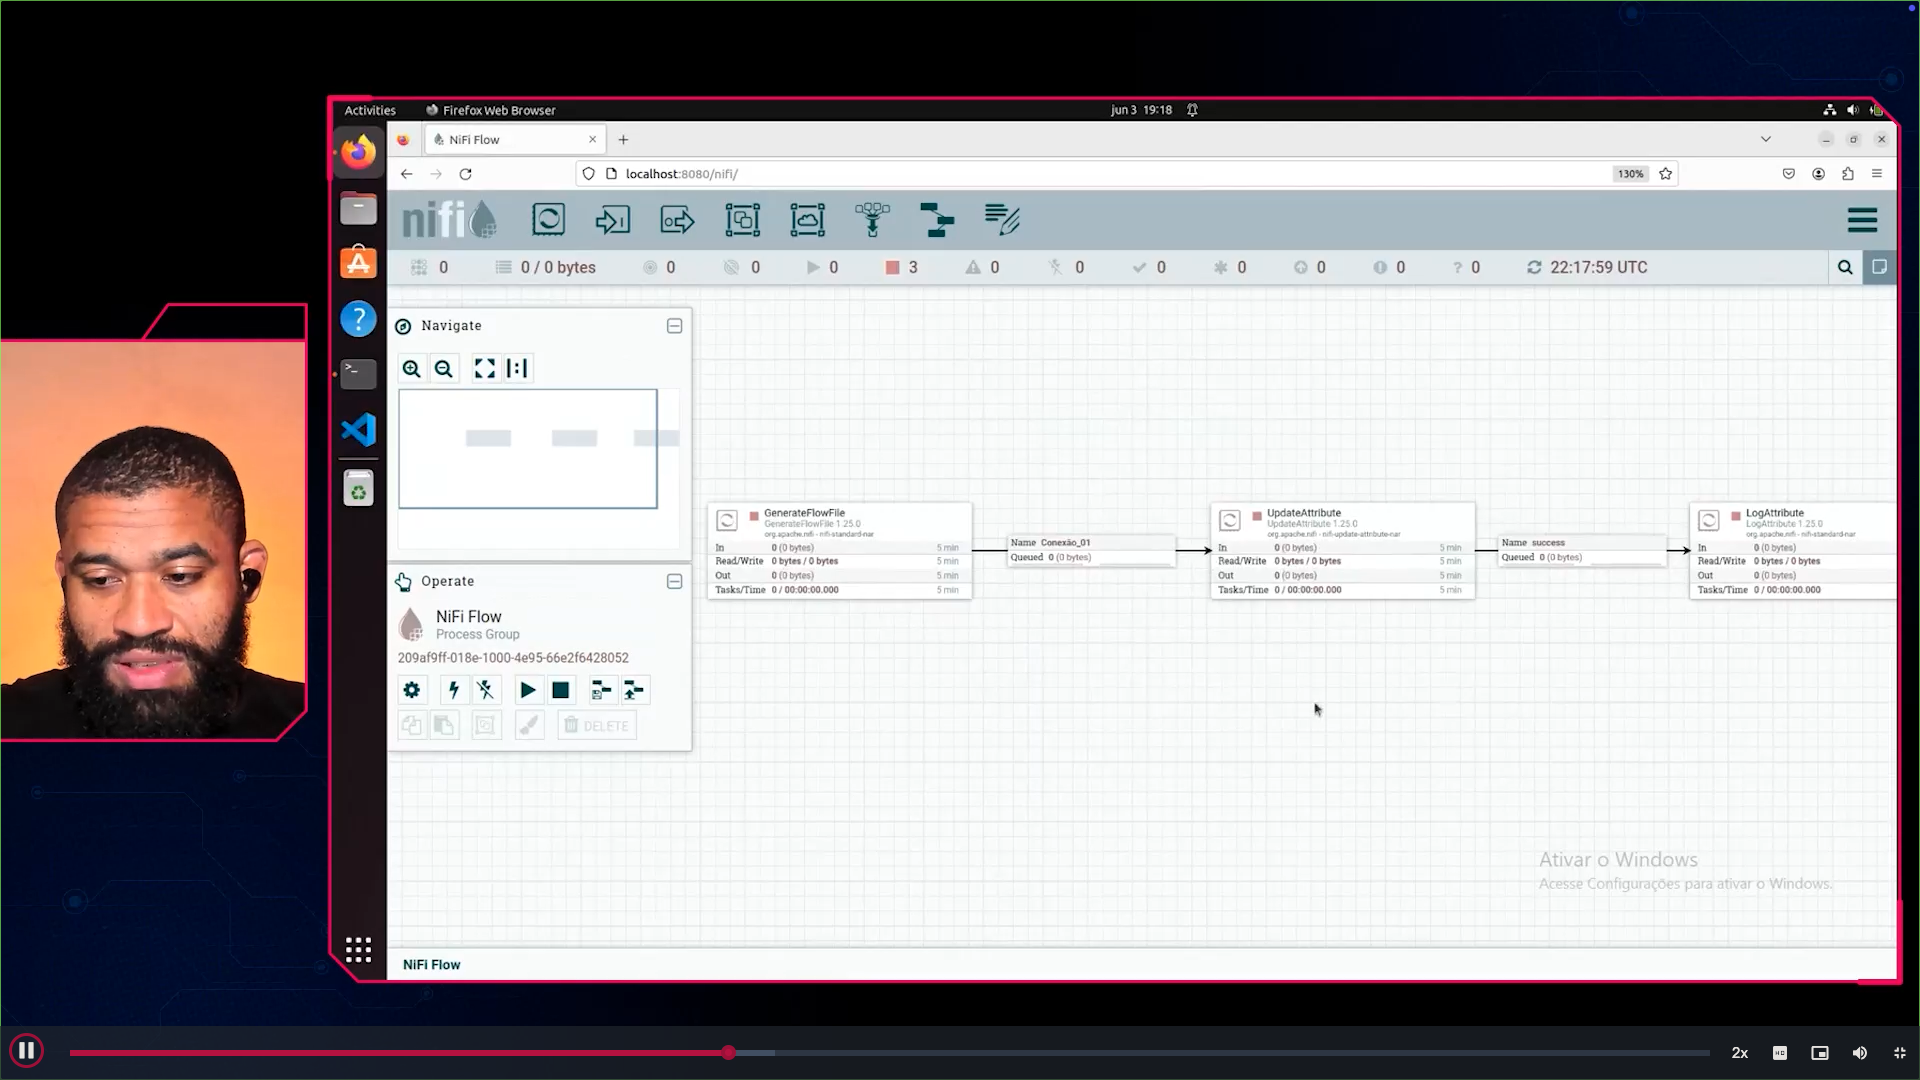 Activities
Firefox Web Browser
jun 3 19:18
NiFi Flow
localhost:8080/nifi/
130%
nifi
0
0 / 0 bytes
0
0
0
3
0
0
0
0
0
0
? 0
22:17:59 UTC
Navigate
Operate
NiFi Flow
Process Group
209af9ff-018e-1000-4e95-66e2f6428052
DELETE
GenerateFlowFile
GenerateFlowFile 1.25.0
org.apache.nifi - nifi-standard-nar
In 0 (0 bytes) 5 min
Read/Write 0 bytes / 0 bytes 5 min
Out 0 (0 bytes) 5 min
Tasks/Time 0 / 00:00:00.000 5 min
Name Conexão_01
Queued 0 (0 bytes)
UpdateAttribute
UpdateAttribute 1.25.0
org.apache.nifi - nifi-update-attribute-nar
In 0 (0 bytes) 5 min
Read/Write 0 bytes / 0 bytes 5 min
Out 0 (0 bytes) 5 min
Tasks/Time 0 / 00:00:00.000 5 min
Name success
Queued 0 (0 bytes)
LogAttribute
LogAttribute 1.25.0
org.apache.nifi - nifi-standard-nar
In 0 (0 bytes)
Read/Write 0 bytes / 0 bytes
Out 0 (0 bytes)
Tasks/Time 0 / 00:00:00.000
Ativar o Windows
Acesse Configurações para ativar o Windows.
NiFi Flow
2x
HD